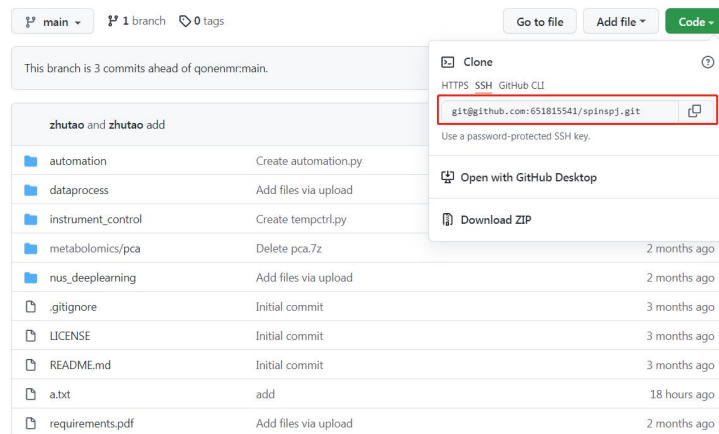 main 1 branch 0 tags Go to file Add file Code
This branch is 3 commits ahead of qonenmr:main.
Clone
HTTPS SSH GitHub CLI
git@github.com:651815541/spinspj.git
Use a password-protected SSH key.
Open with GitHub Desktop
Download ZIP
zhutao and zhutao add
automation Create automation.py
dataprocess Add files via upload
instrument_control Create tempctrl.py
metabolomics/pca Delete pca.7z 2 months ago
nus_deeplearning Add files via upload 2 months ago
.gitignore Initial commit 3 months ago
LICENSE Initial commit 3 months ago
README.md Initial commit 3 months ago
a.txt add 18 hours ago
requirements.pdf Add files via upload 2 months ago